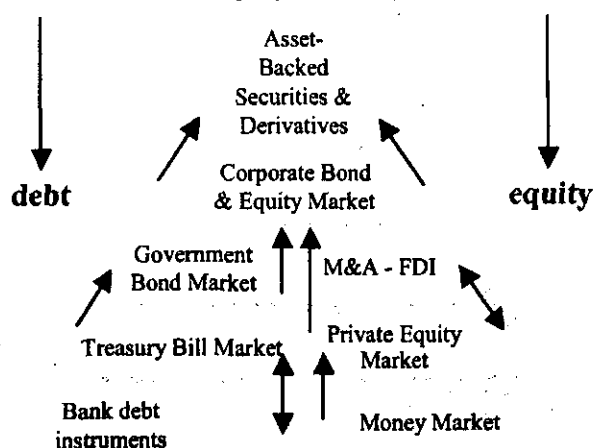 Asset-
Backed
Securities &
Derivatives
Corporate Bond
& Equity Market
debt
equity
Government
Bond Market
M&A - FDI
Treasury Bill Market
Private Equity
Market
Bank debt
instruments
Money Market